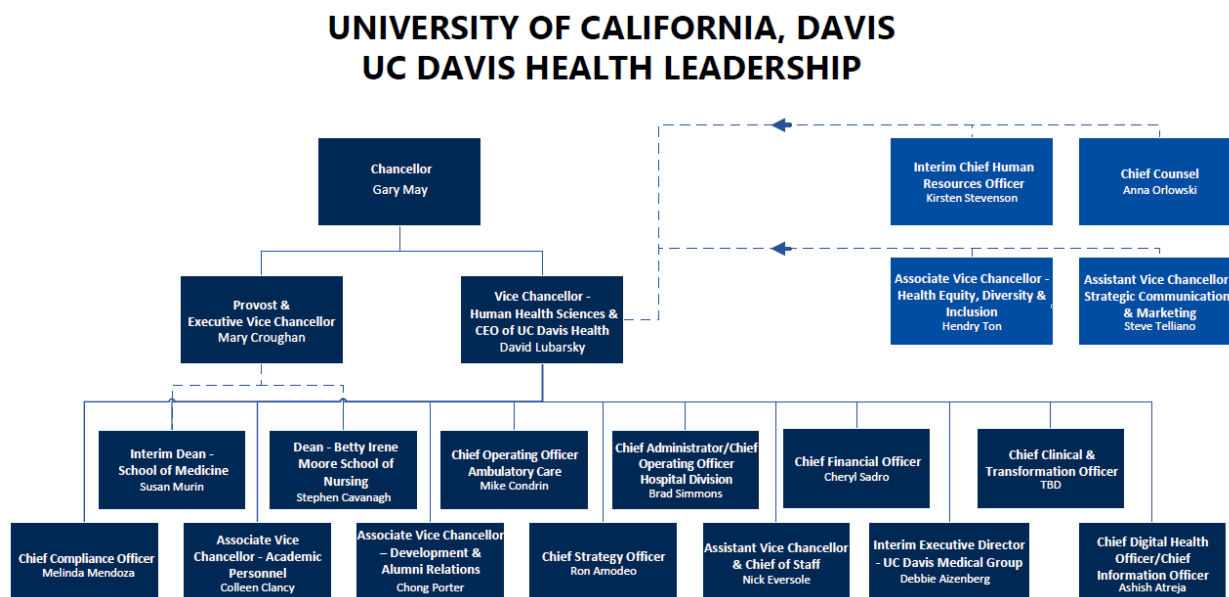 UNIVERSITY OF CALIFORNIA, DAVIS
UC DAVIS HEALTH LEADERSHIP
Chancellor
Gary May
Interim Chief Human
Resources Officer
Kirsten Stevenson
Chief Counsel
Anna Orlowski
Provost &
Executive Vice Chancellor
Mary Croughan
Vice Chancellor -
Human Health Sciences &
CEO of UC Davis Health
David Lubarsky
Associate Vice Chancellor -
Health Equity, Diversity &
Inclusion
Hendry Ton
Assistant Vice Chancellor
Strategic Communication
& Marketing
Steve Telliano
Interim Dean -
School of Medicine
Susan Murin
Dean - Betty Irene
Moore School of
Nursing
Stephen Cavanagh
Chief Operating Officer
Ambulatory Care
Mike Condrin
Chief Administrator/Chief
Operating Officer
Hospital Division
Brad Simmons
Chief Financial Officer
Cheryl Sadro
Chief Clinical &
Transformation Officer
TBD
Chief Compliance Officer
Melinda Mendoza
Associate Vice
Chancellor - Academic
Personnel
Colleen Clancy
Associate Vice Chancellor
– Development &
Alumni Relations
Chong Porter
Chief Strategy Officer
Ron Amodeo
Assistant Vice Chancellor
& Chief of Staff
Nick Eversole
Interim Executive Director
- UC Davis Medical Group
Debbie Aizenberg
Chief Digital Health
Officer/Chief
Information Officer
Ashish Atreja